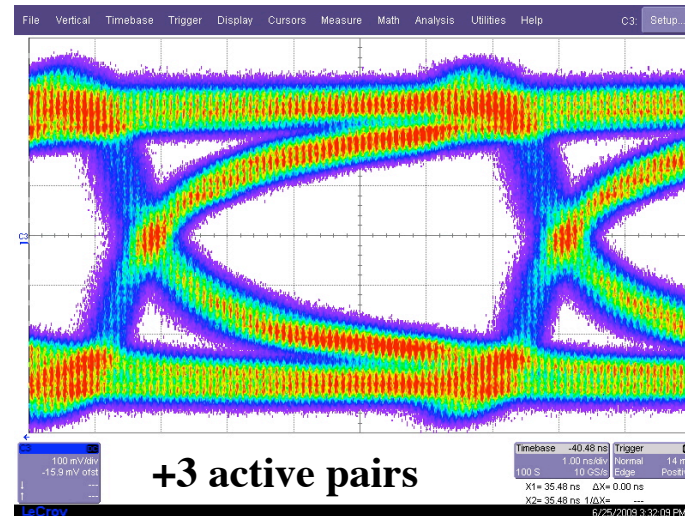 File Vertical Timebase Trigger Display Cursors Measure Math Analysis Utilities Help C3: Setup...
C3
100 mV/div
-15.9 mV ofst
---
---
+3 active pairs
Timebase -40.48 ns Trigger
1.00 ns/div Normal 14 m
100 S 10 GS/s Edge Positiv
X1= 35.48 ns ΔX= 0.00 ns
X2= 35.48 ns 1/ΔX= ---
LeCroy 6/25/2009 3:32:09 PM